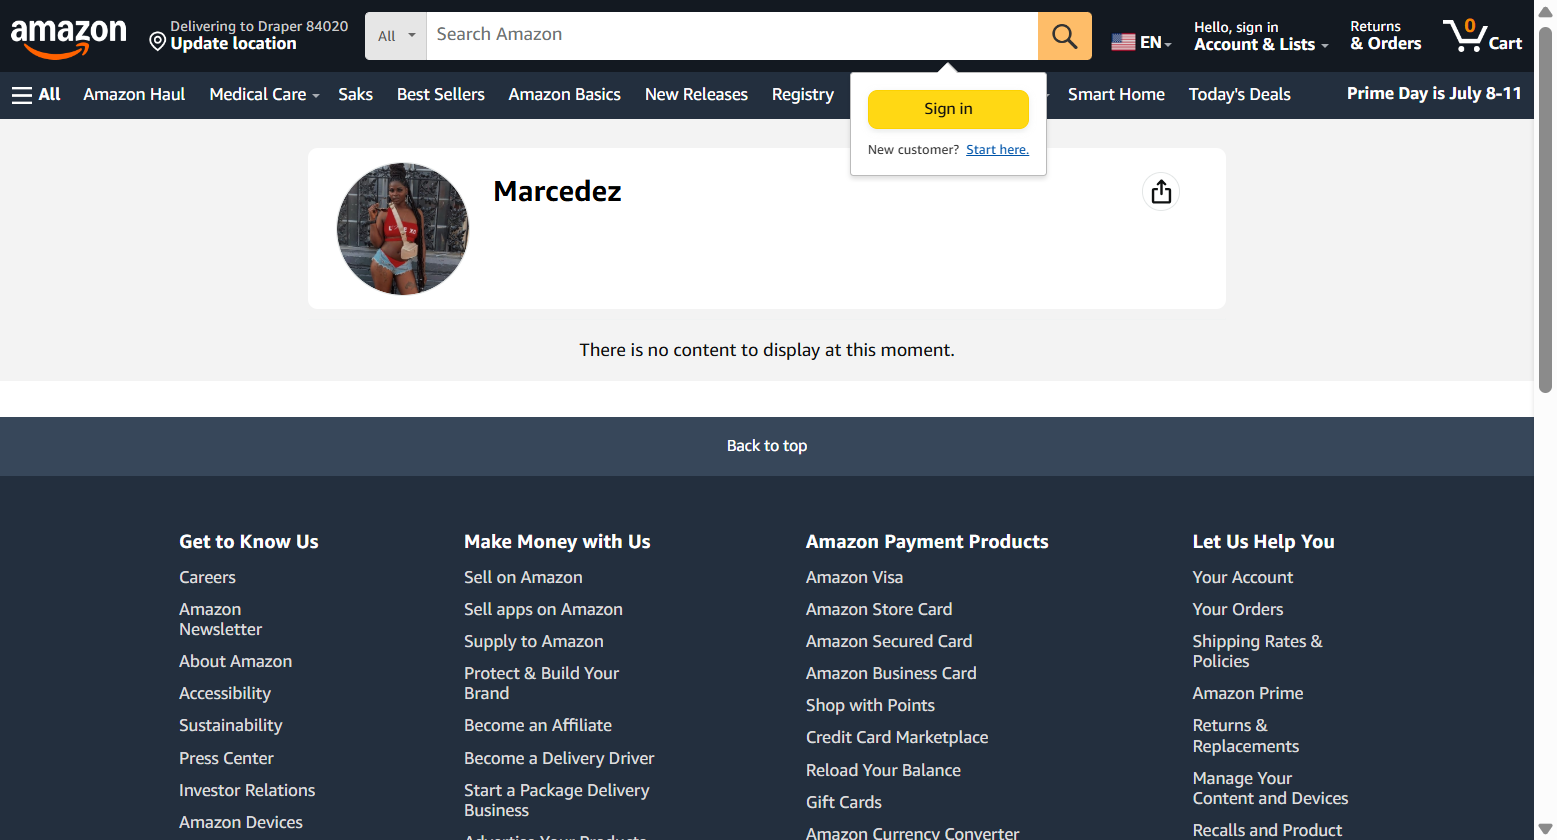 amazon
Delivering to Draper 84020
Update location
All
Search Amazon
EN
Hello, sign in
Account & Lists
Returns
& Orders
0
Cart
All
Amazon Haul
Medical Care
Saks
Best Sellers
Amazon Basics
New Releases
Registry
Smart Home
Today's Deals
Prime Day is July 8-11
Sign in
New customer? Start here.
Marcedez
There is no content to display at this moment.
Back to top
Get to Know Us
Careers
Amazon
Newsletter
About Amazon
Accessibility
Sustainability
Press Center
Investor Relations
Amazon Devices
Make Money with Us
Sell on Amazon
Sell apps on Amazon
Supply to Amazon
Protect & Build Your
Brand
Become an Affiliate
Become a Delivery Driver
Start a Package Delivery
Business
Advertise Your Products
Amazon Payment Products
Amazon Visa
Amazon Store Card
Amazon Secured Card
Amazon Business Card
Shop with Points
Credit Card Marketplace
Reload Your Balance
Gift Cards
Amazon Currency Converter
Let Us Help You
Your Account
Your Orders
Shipping Rates &
Policies
Amazon Prime
Returns &
Replacements
Manage Your
Content and Devices
Recalls and Product